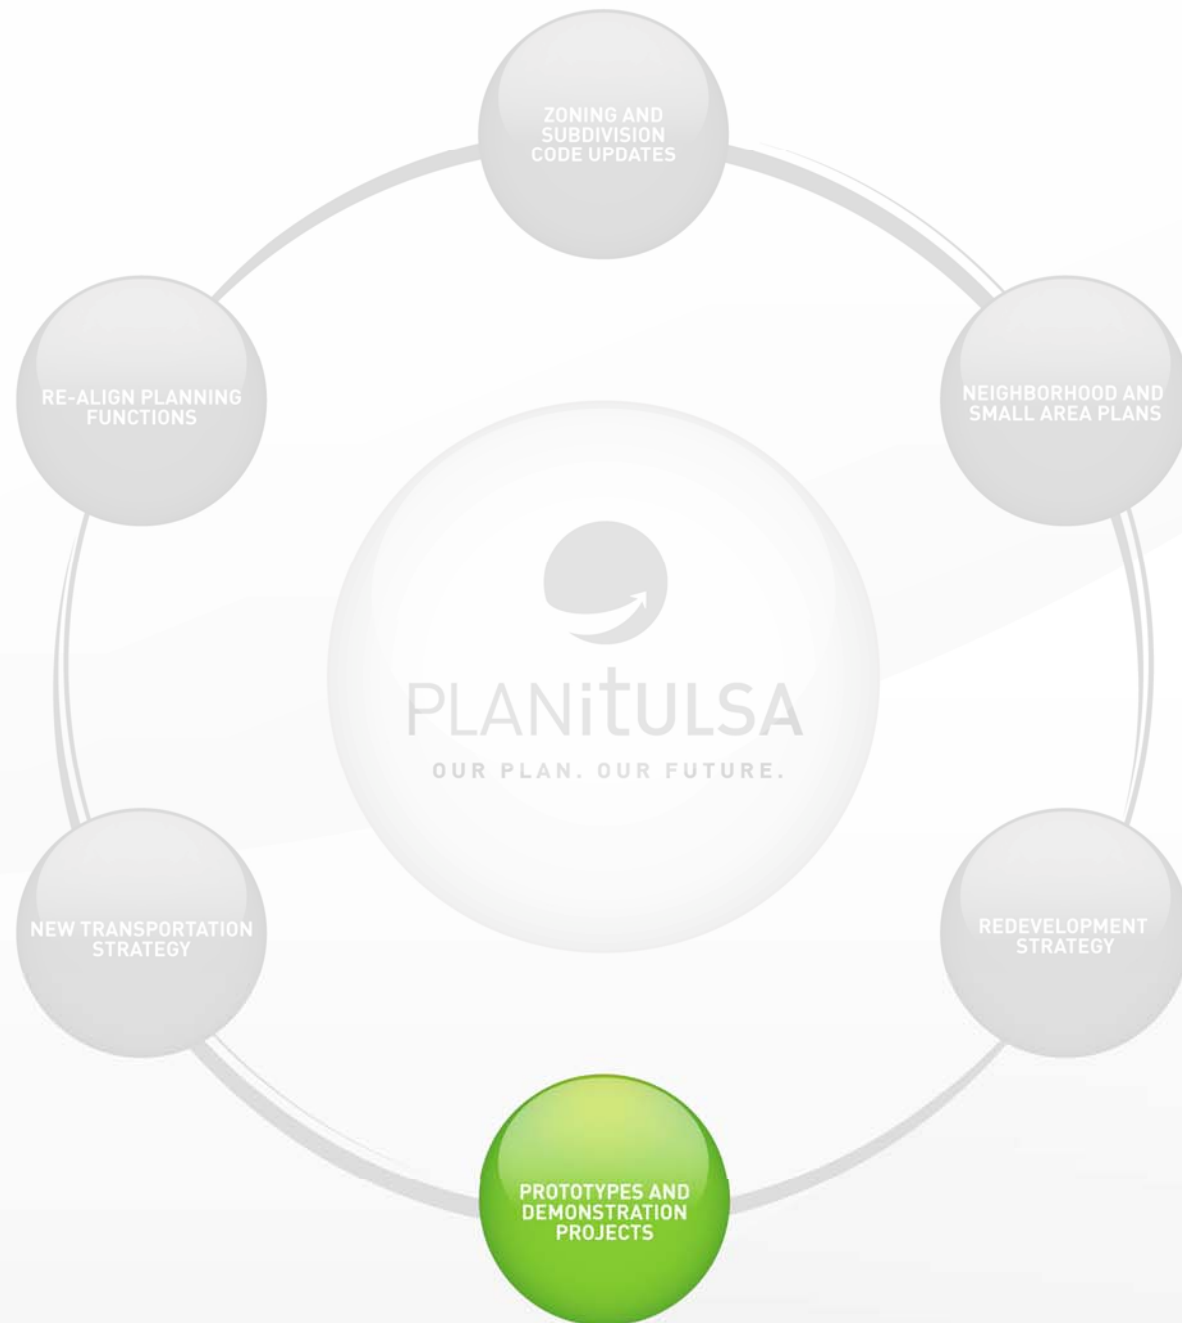 ZONING AND
SUBDIVISION
CODE UPDATES
RE-ALIGN PLANNING
FUNCTIONS
NEIGHBORHOOD AND
SMALL AREA PLANS
PLANiTULSA
OUR PLAN. OUR FUTURE.
NEW TRANSPORTATION
STRATEGY
REDEVELOPMENT
STRATEGY
PROTOTYPES AND
DEMONSTRATION
PROJECTS